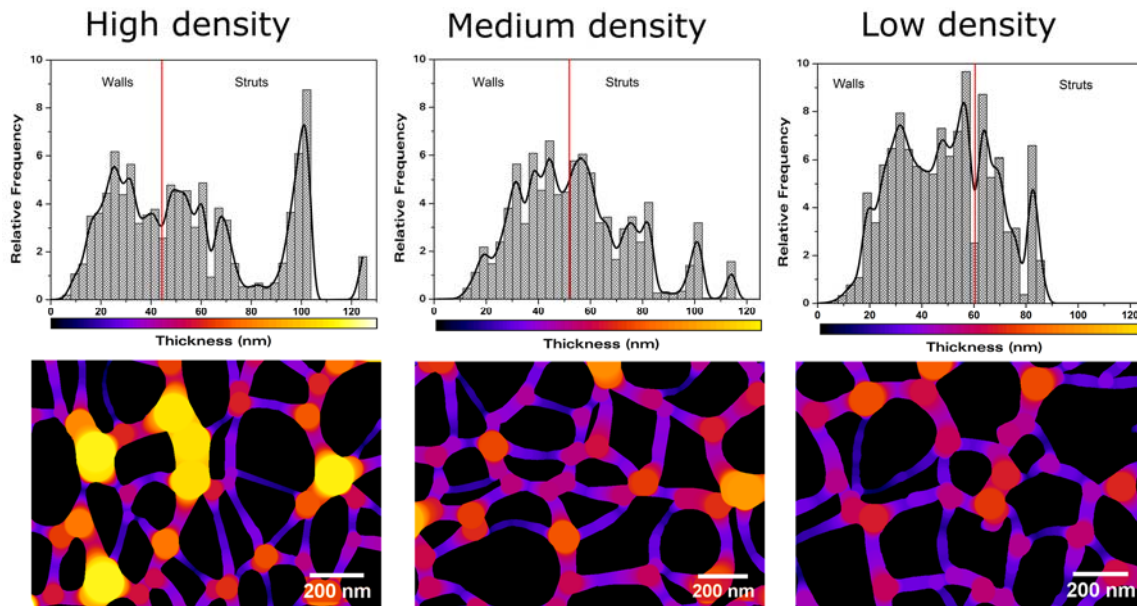 High density
Medium density
Low density
10
8
6
4
2
0
Relative Frequency
Walls
Struts
0 20 40 60 80 100 120
Thickness (nm)
10
8
6
4
2
0
Relative Frequency
Walls
Struts
0 20 40 60 80 100 120
Thickness (nm)
10
8
6
4
2
0
Relative Frequency
Walls
Struts
0 20 40 60 80 100 120
Thickness (nm)
200 nm
200 nm
200 nm